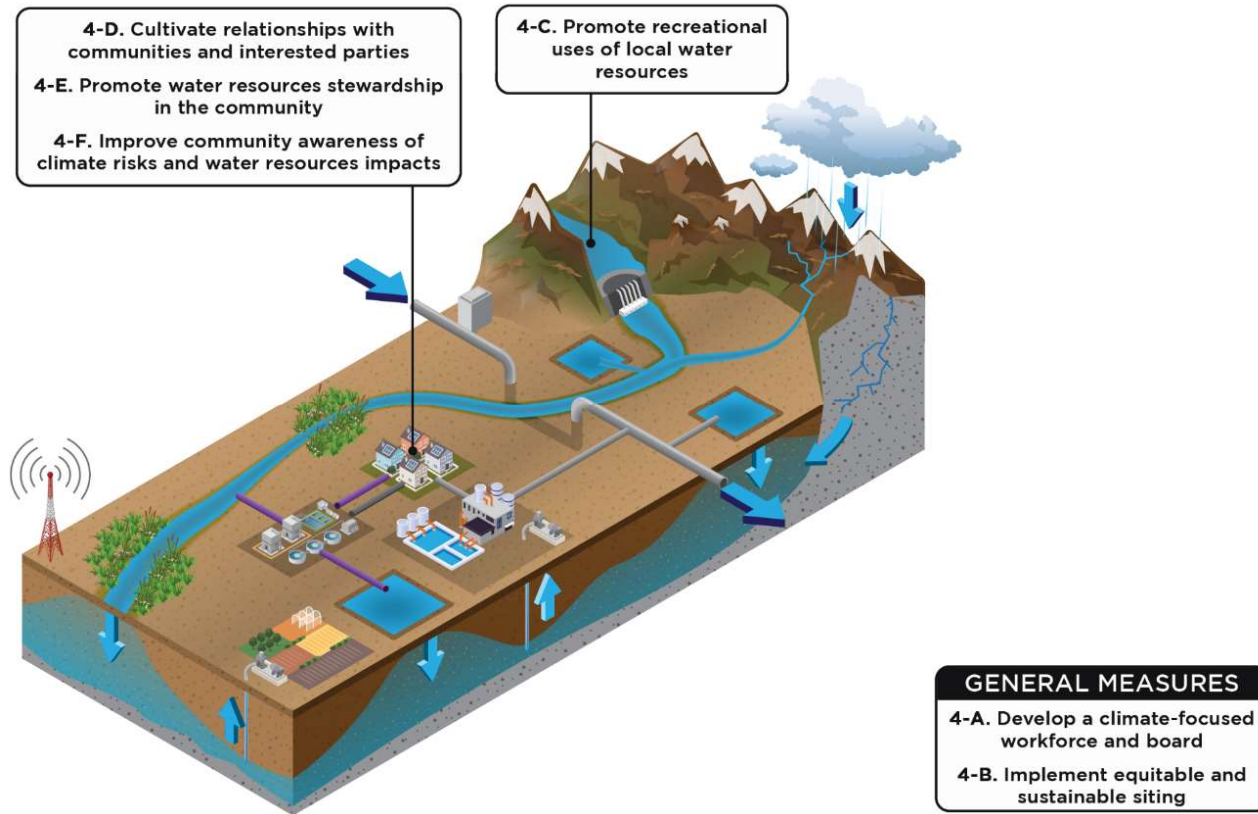 4-D. Cultivate relationships with
communities and interested parties
4-E. Promote water resources stewardship
in the community
4-F. Improve community awareness of
climate risks and water resources impacts
4-C. Promote recreational
uses of local water
resources
GENERAL MEASURES
4-A. Develop a climate-focused
workforce and board
4-B. Implement equitable and
sustainable siting